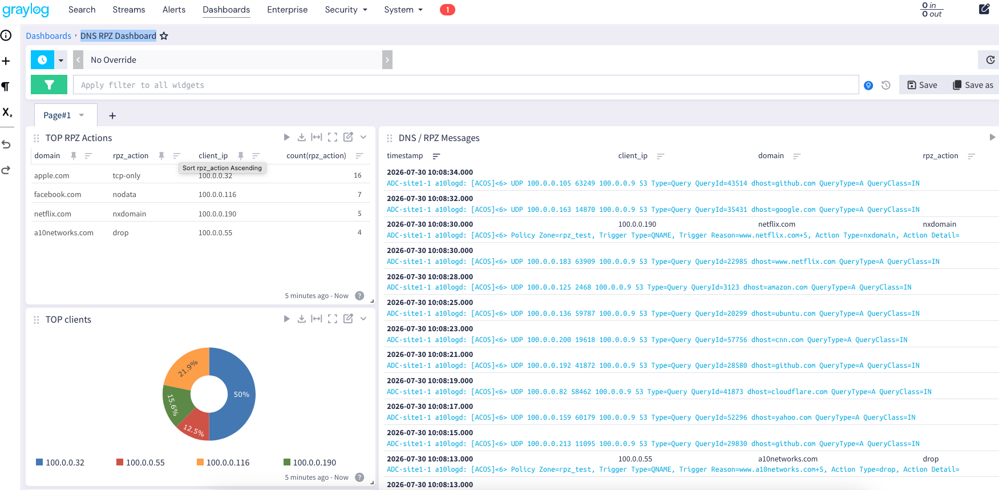 graylog Search Streams Alerts Dashboards Enterprise Security System 1 0 in
0 out
Dashboards › DNS RPZ Dashboard
No Override
Apply filter to all widgets Save Save as
Page#1
TOP RPZ Actions
domain rpz_action client_ip count(rpz_action)
Sort rpz_action Ascending
apple.com tcp-only 100.0.0.32 16
facebook.com nodata 100.0.0.116 7
netflix.com nxdomain 100.0.0.190 5
a10networks.com drop 100.0.0.55 4
5 minutes ago - Now
TOP clients
50%
21.9%
15.6%
12.5%
100.0.0.32 100.0.0.55 100.0.0.116 100.0.0.190
5 minutes ago - Now
DNS / RPZ Messages
timestamp client_ip domain rpz_action
2026-07-30 10:08:34.000
ADC-site1-1 a10logd: [ACOS]<6> UDP 100.0.0.105 63249 100.0.0.9 53 Type=Query QueryId=43514 dhost=github.com QueryType=A QueryClass=IN
2026-07-30 10:08:32.000
ADC-site1-1 a10logd: [ACOS]<6> UDP 100.0.0.163 14870 100.0.0.9 53 Type=Query QueryId=35431 dhost=google.com QueryType=A QueryClass=IN
2026-07-30 10:08:30.000 100.0.0.190 netflix.com nxdomain
ADC-site1-1 a10logd: [ACOS]<6> Policy Zone=rpz_test, Trigger Type=QNAME, Trigger Reason=www.netflix.com+5, Action Type=nxdomain, Action Detail=
2026-07-30 10:08:30.000
ADC-site1-1 a10logd: [ACOS]<6> UDP 100.0.0.183 63909 100.0.0.9 53 Type=Query QueryId=22985 dhost=www.netflix.com QueryType=A QueryClass=IN
2026-07-30 10:08:28.000
ADC-site1-1 a10logd: [ACOS]<6> UDP 100.0.0.125 2468 100.0.0.9 53 Type=Query QueryId=3123 dhost=amazon.com QueryType=A QueryClass=IN
2026-07-30 10:08:25.000
ADC-site1-1 a10logd: [ACOS]<6> UDP 100.0.0.136 59787 100.0.0.9 53 Type=Query QueryId=20299 dhost=ubuntu.com QueryType=A QueryClass=IN
2026-07-30 10:08:23.000
ADC-site1-1 a10logd: [ACOS]<6> UDP 100.0.0.200 19618 100.0.0.9 53 Type=Query QueryId=57756 dhost=cnn.com QueryType=A QueryClass=IN
2026-07-30 10:08:21.000
ADC-site1-1 a10logd: [ACOS]<6> UDP 100.0.0.192 41872 100.0.0.9 53 Type=Query QueryId=28580 dhost=github.com QueryType=A QueryClass=IN
2026-07-30 10:08:19.000
ADC-site1-1 a10logd: [ACOS]<6> UDP 100.0.0.82 58462 100.0.0.9 53 Type=Query QueryId=41873 dhost=cloudflare.com QueryType=A QueryClass=IN
2026-07-30 10:08:17.000
ADC-site1-1 a10logd: [ACOS]<6> UDP 100.0.0.159 60179 100.0.0.9 53 Type=Query QueryId=52296 dhost=yahoo.com QueryType=A QueryClass=IN
2026-07-30 10:08:15.000
ADC-site1-1 a10logd: [ACOS]<6> UDP 100.0.0.213 11095 100.0.0.9 53 Type=Query QueryId=29830 dhost=github.com QueryType=A QueryClass=IN
2026-07-30 10:08:13.000 100.0.0.55 a10networks.com drop
ADC-site1-1 a10logd: [ACOS]<6> Policy Zone=rpz_test, Trigger Type=QNAME, Trigger Reason=www.a10networks.com+5, Action Type=drop, Action Detail=
2026-07-30 10:08:13.000